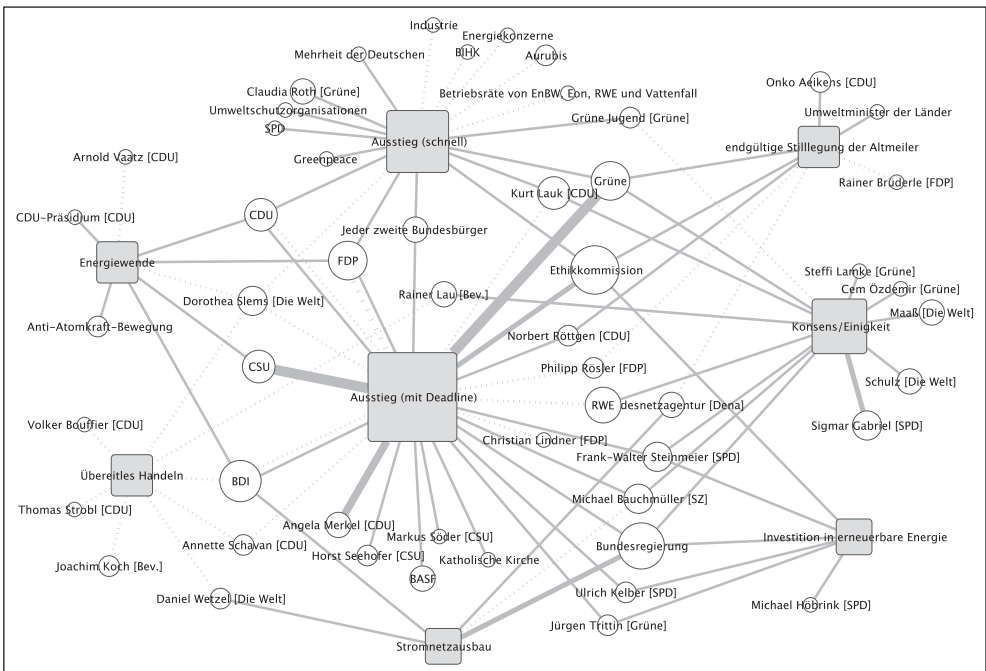 Industrie
Energiekonzerne
BIHK
Mehrheit der Deutschen
Aurubis
Onko Aeikens [CDU]
Claudia Roth [Grüne]
Betriebsräte von EnBW, Eon, RWE und Vattenfall
Umweltschutzorganisationen
Umweltminister der Länder
Grüne Jugend [Grüne]
SPD
Ausstieg (schnell)
endgültige Stilllegung der Altmeiler
Arnold Vaatz [CDU]
Greenpeace
Grüne
Rainer Brüderle [FDP]
Kurt Lauk [CDU]
CDU-Präsidium [CDU]
CDU
Jeder zweite Bundesbürger
Energiewende
FDP
Ethikkommission
Steffi Lamke [Grüne]
Cem Özdemir [Grüne]
Dorothea SIems [Die Welt]
Rainer Lau [Bev.]
Maaß [Die Welt]
Anti-Atomkraft-Bewegung
Konsens/Einigkeit
Norbert Röttgen [CDU]
CSU
Philipp Rösler [FDP]
Schulz [Die Welt]
Ausstieg (mit Deadline)
RWE
desnetzagentur [Dena]
Volker Bouffier [CDU]
Sigmar Gabriel [SPD]
Christian Lindner [FDP]
Frank-Walter Steinmeier [SPD]
Übereitles Handeln
BDI
Michael Bauchmüller [SZ]
Thomas Strobl [CDU]
Angela Merkel [CDU]
Markus Söder [CSU]
Investition in erneuerbare Energie
Annette Schavan [CDU]
Bundesregierung
Horst Seehofer [CSU]
Katholische Kirche
Joachim Koch [Bev.]
BASF
Ulrich Kelber [SPD]
Daniel Wetzel [Die Welt]
Michael Höbrink [SPD]
Jürgen Trittin [Grüne]
Stromnetzausbau